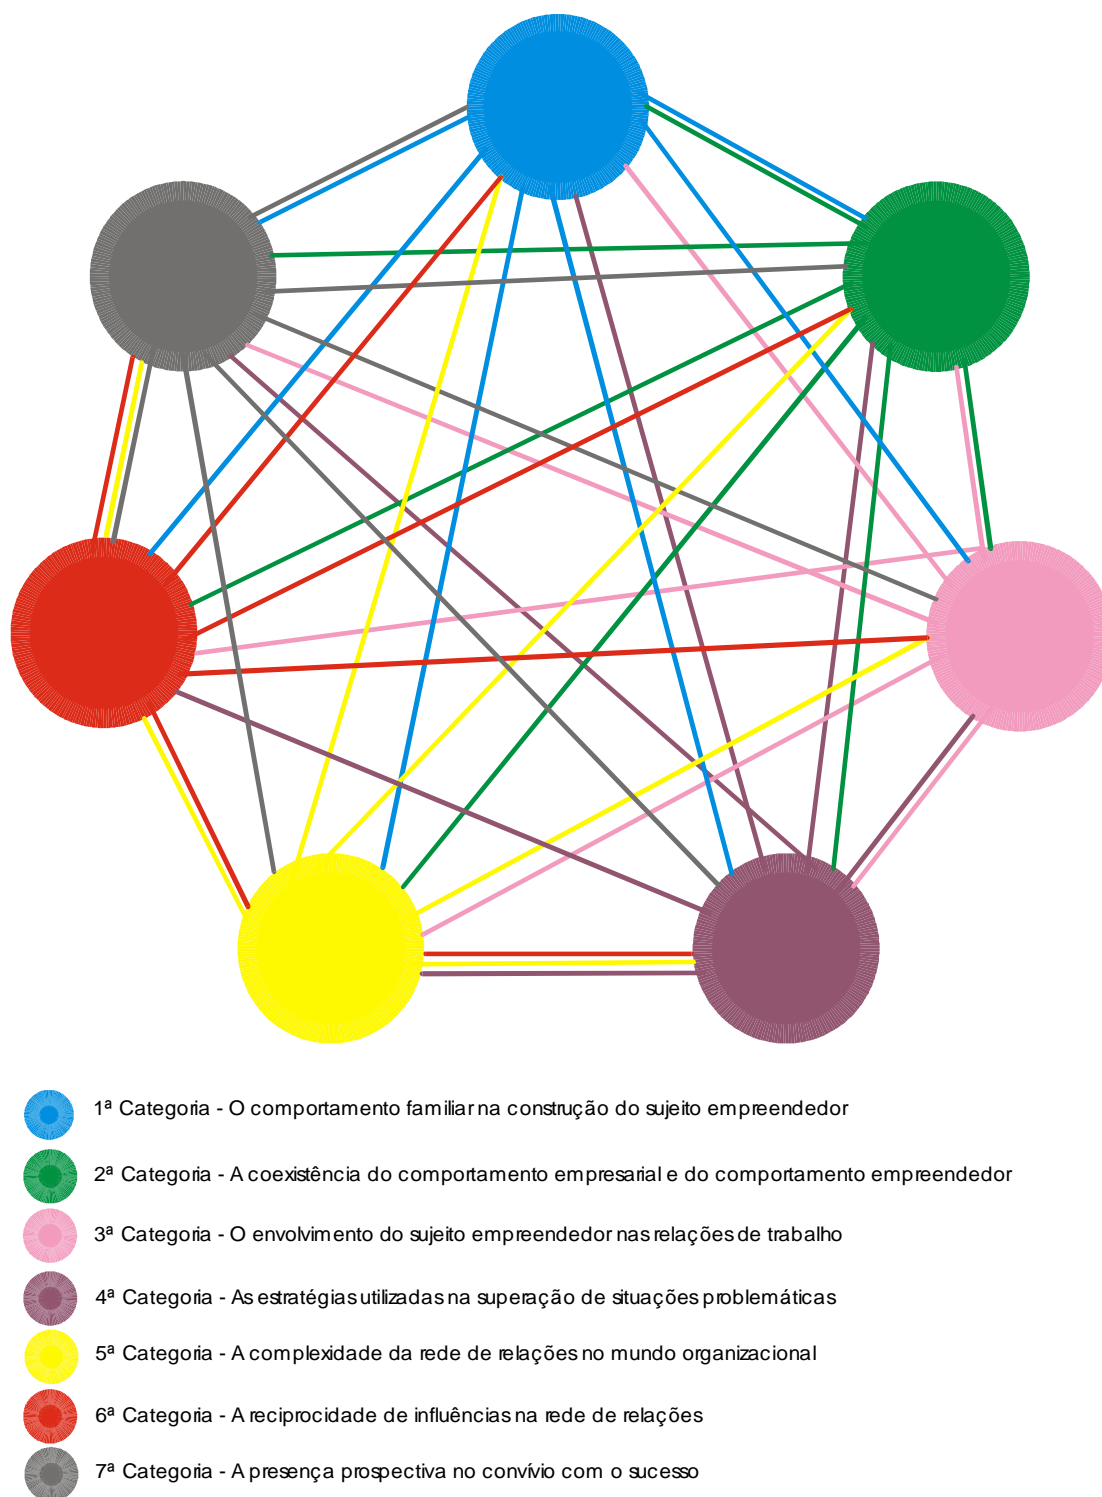 1ª Categoria - O comportamento familiar na construção do sujeito empreendedor
2ª Categoria - A coexistência do comportamento empresarial e do comportamento empreendedor
3ª Categoria - O envolvimento do sujeito empreendedor nas relações de trabalho
4ª Categoria - As estratégias utilizadas na superação de situações problemáticas
5ª Categoria - A complexidade da rede de relações no mundo organizacional
6ª Categoria - A reciprocidade de influências na rede de relações
7ª Categoria - A presença prospectiva no convívio com o sucesso